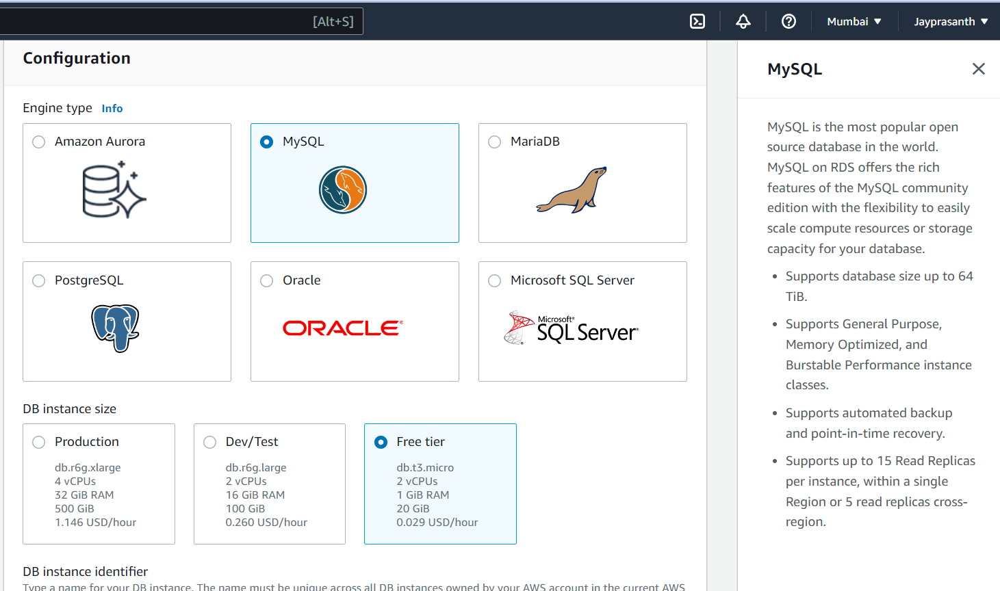 [Alt+S]
Mumbai ▼
Jayprasanth ▼
Configuration
Engine type Info
Amazon Aurora
MySQL
MariaDB
PostgreSQL
Oracle
ORACLE®
Microsoft SQL Server
Microsoft®
SQL Server®
DB instance size
Production
db.r6g.xlarge
4 vCPUs
32 GiB RAM
500 GiB
1.146 USD/hour
Dev/Test
db.r6g.large
2 vCPUs
16 GiB RAM
100 GiB
0.260 USD/hour
Free tier
db.t3.micro
2 vCPUs
1 GiB RAM
20 GiB
0.029 USD/hour
DB instance identifier
Type a name for your DB instance. The name must be unique across all DB instances owned by your AWS account in the current AWS
MySQL
MySQL is the most popular open
source database in the world.
MySQL on RDS offers the rich
features of the MySQL community
edition with the flexibility to easily
scale compute resources or storage
capacity for your database.
• Supports database size up to 64
TiB.
• Supports General Purpose,
Memory Optimized, and
Burstable Performance instance
classes.
• Supports automated backup
and point-in-time recovery.
• Supports up to 15 Read Replicas
per instance, within a single
Region or 5 read replicas cross-
region.